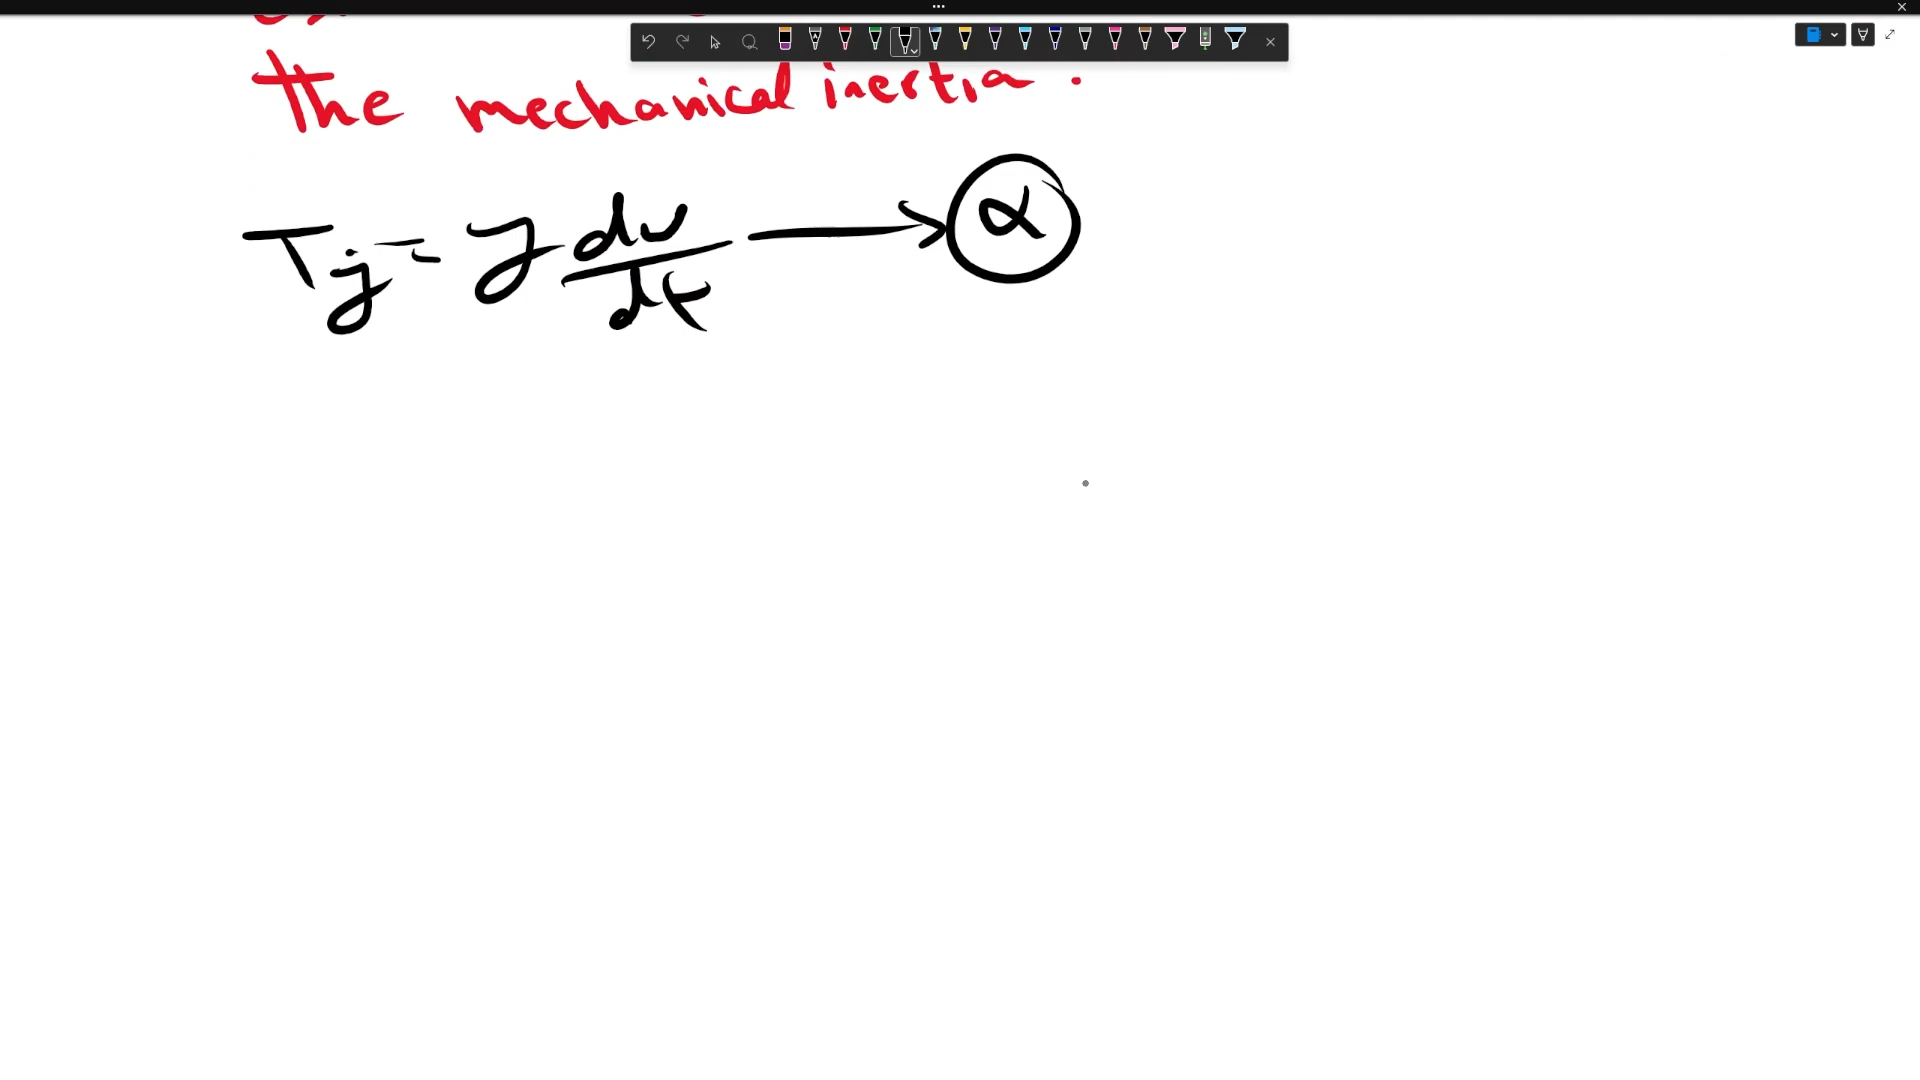 the mechanical inertia.
Tj = J dω/dt → α